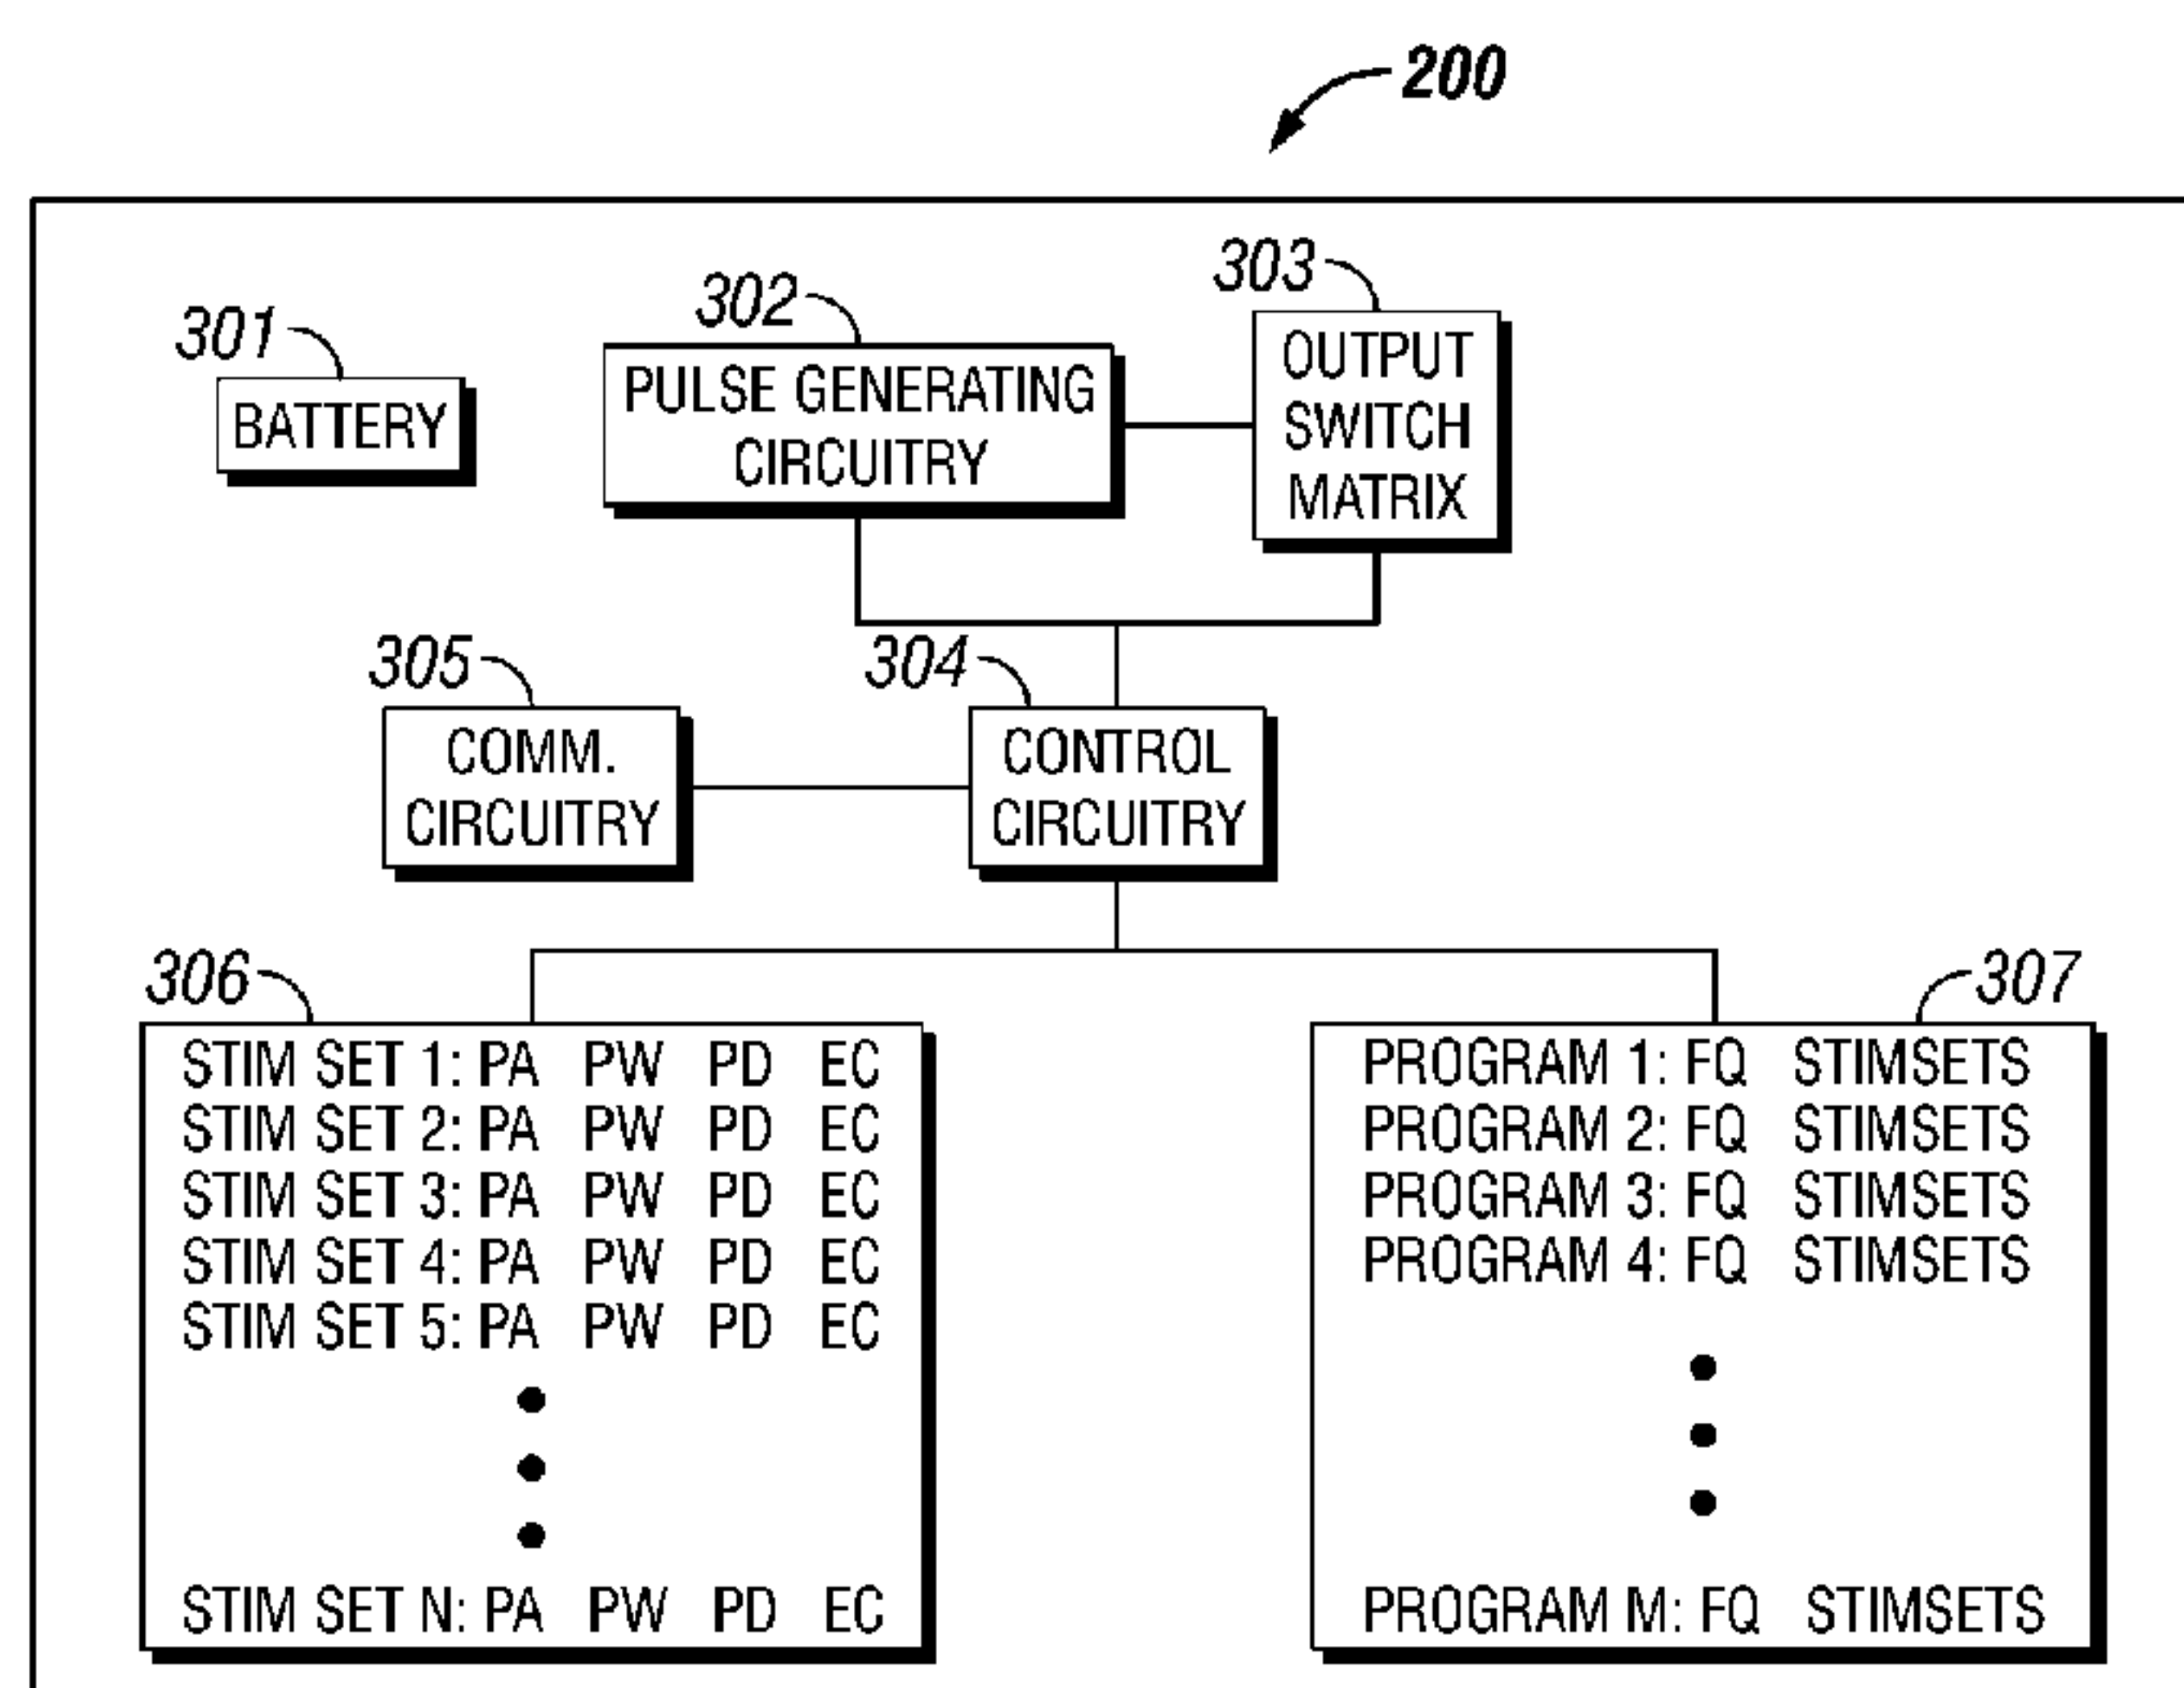 200
303
302
301
OUTPUT
SWITCH
MATRIX
PULSE GENERATING
CIRCUITRY
BATTERY
305
304
COMM.
CIRCUITRY
CONTROL
CIRCUITRY
306
307
STIM SET 1: PA PW PD EC
STIM SET 2: PA PW PD EC
STIM SET 3: PA PW PD EC
STIM SET 4: PA PW PD EC
STIM SET 5: PA PW PD EC
STIM SET N: PA PW PD EC
PROGRAM 1: FQ STIMSETS
PROGRAM 2: FQ STIMSETS
PROGRAM 3: FQ STIMSETS
PROGRAM 4: FQ STIMSETS
PROGRAM M: FQ STIMSETS